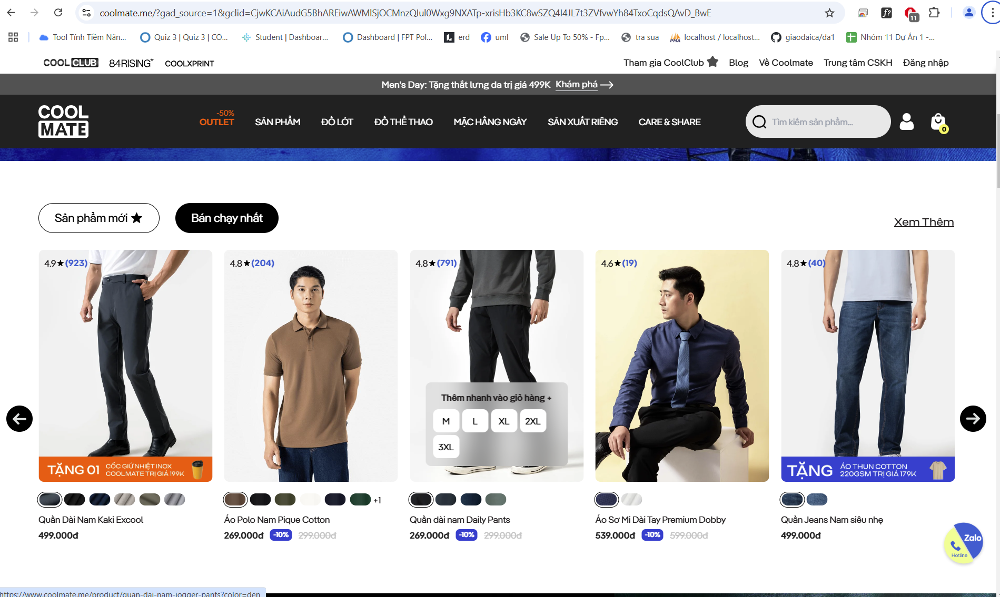 coolmate.me/?gad_source=1&gclid=CjwKCAiAudG5BhAREiwAWMlSjOCMnzQIul0Wxg9NXATp-xrisHb3KC8wSZQ4I4JL7t3ZVfvwYh84TxoCqdsQAvD_BwE
11
Tool Tính Tiềm Năn...
Quiz 3 | Quiz 3 | CO...
Student | Dashboar...
Dashboard | FPT Pol...
erd
uml
Sale Up To 50% - Fp...
tra sua
localhost / localhost...
giaodaica/da1
Nhóm 11 Dự Án 1 -...
COOL CLUB
84RISING*
COOLXPRINT
Tham gia CoolClub
Blog
Về Coolmate
Trung tâm CSKH
Đăng nhập
Men's Day: Tặng thắt lưng da trị giá 499K Khám phá
COOL
MATE
-50%
OUTLET
SẢN PHẨM
ĐỒ LÓT
ĐỒ THỂ THAO
MẶC HẰNG NGÀY
SẢN XUẤT RIÊNG
CARE & SHARE
Tìm kiếm sản phẩm...
0
Sản phẩm mới
Bán chạy nhất
Xem Thêm
4.9★(923)
4.8★(204)
4.8★(791)
4.6★(19)
4.8★(40)
Thêm nhanh vào giỏ hàng +
M L XL 2XL
3XL
TẶNG 01
CỐC GIỮ NHIỆT INOX
COOLMATE TRỊ GIÁ 199K
TẶNG
ÁO THUN COTTON
220GSM TRỊ GIÁ 179K
+1
Quần Dài Nam Kaki Excool
499.000đ
Áo Polo Nam Pique Cotton
269.000đ -10% 299.000đ
Quần dài nam Daily Pants
269.000đ -10% 299.000đ
Áo Sơ Mi Dài Tay Premium Dobby
539.000đ -10% 599.000đ
Quần Jeans Nam siêu nhẹ
499.000đ
Zalo
Hotline
https://www.coolmate.me/product/quan-dai-nam-jogger-pants?color=den